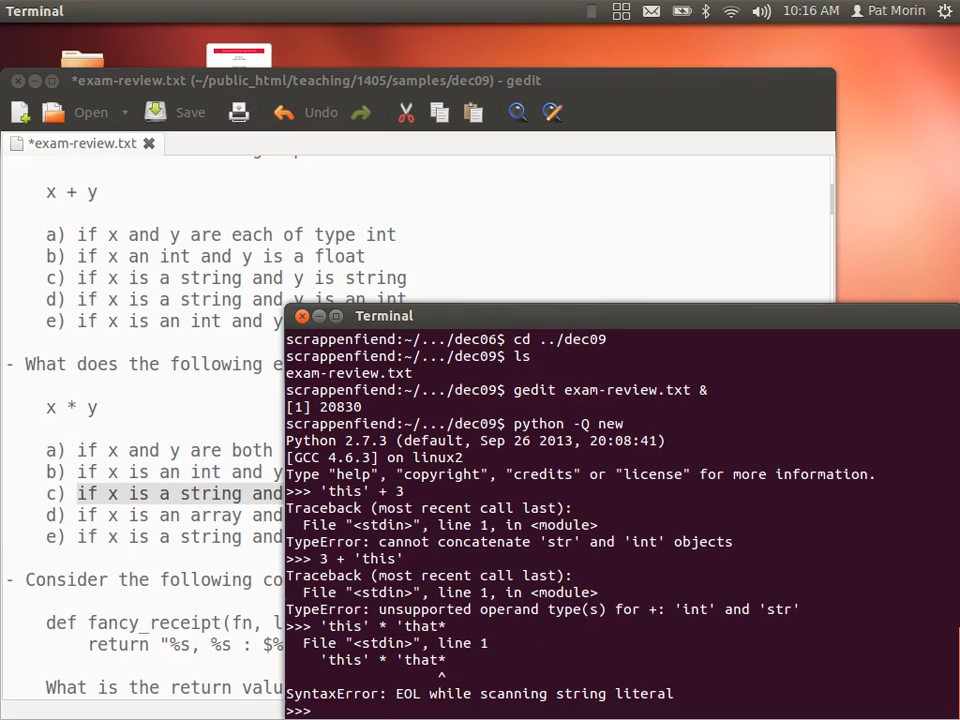 Terminal
10:16 AM
Pat Morin
*exam-review.txt (~/public_html/teaching/1405/samples/dec09) - gedit
Open
Save
Undo
*exam-review.txt
x + y
a) if x and y are each of type int
b) if x an int and y is a float
c) if x is a string and y is string
d) if x is a string and y is an int
e) if x is an int and y
- What does the following e
x * y
a) if x and y are both
b) if x is an int and y
c) if x is a string and
d) if x is an array and
e) if x is a string and
- Consider the following co
def fancy_receipt(fn, l
return "%s, %s : $%
What is the return valu
Terminal
scrappenfiend:~/.../dec06$ cd ../dec09
scrappenfiend:~/.../dec09$ ls
exam-review.txt
scrappenfiend:~/.../dec09$ gedit exam-review.txt &
[1] 20830
scrappenfiend:~/.../dec09$ python -Q new
Python 2.7.3 (default, Sep 26 2013, 20:08:41)
[GCC 4.6.3] on linux2
Type "help", "copyright", "credits" or "license" for more information.
>>> 'this' + 3
Traceback (most recent call last):
File "<stdin>", line 1, in <module>
TypeError: cannot concatenate 'str' and 'int' objects
>>> 3 + 'this'
Traceback (most recent call last):
File "<stdin>", line 1, in <module>
TypeError: unsupported operand type(s) for +: 'int' and 'str'
>>> 'this' * 'that*
File "<stdin>", line 1
'this' * 'that*
^
SyntaxError: EOL while scanning string literal
>>>